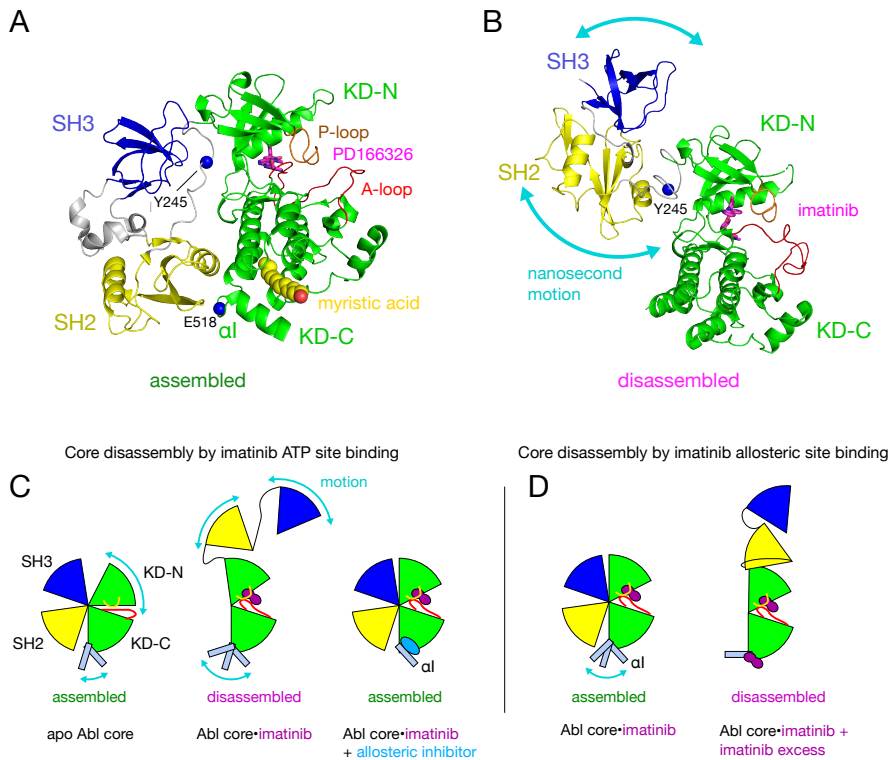 A
SH3
KD-N
P-loop
PD166326
A-loop
Y245
myristic acid
SH2
E518
αI
KD-C
assembled
B
SH3
KD-N
SH2
Y245
imatinib
nanosecond
motion
KD-C
disassembled
Core disassembly by imatinib ATP site binding
C
motion
SH3
KD-N
SH2
KD-C
αI
assembled
disassembled
assembled
apo Abl core
Abl core•imatinib
Abl core•imatinib
+ allosteric inhibitor
Core disassembly by imatinib allosteric site binding
D
αI
assembled
disassembled
Abl core•imatinib
Abl core•imatinib +
imatinib excess